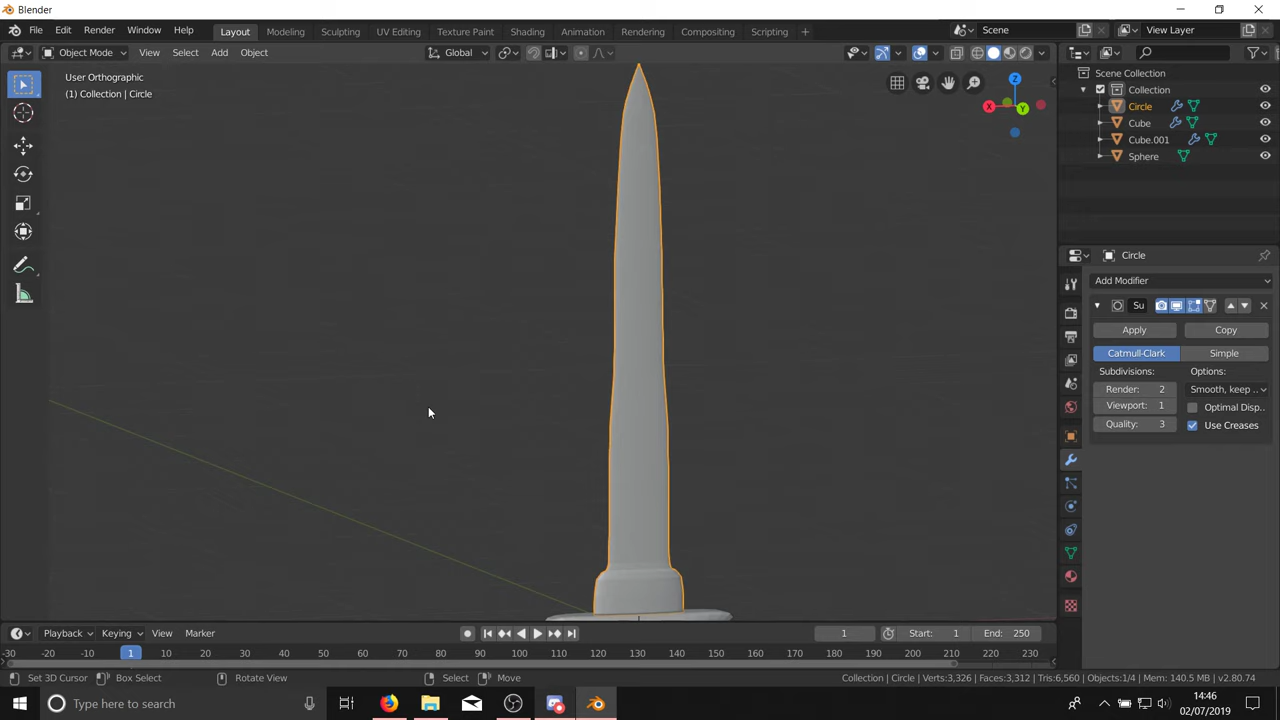 Blender
File Edit Render Window Help Layout Modeling Sculpting UV Editing Texture Paint Shading Animation Rendering Compositing Scripting + Scene View Layer
Object Mode View Select Add Object Global
User Orthographic
(1) Collection | Circle
Z
X Y
Scene Collection
Collection
Circle
Cube
Cube.001
Sphere
Circle
Add Modifier
Su
Apply Copy
Catmull-Clark Simple
Subdivisions: Options:
Render: 2 Smooth, keep ..
Viewport: 1 Optimal Disp..
Quality: 3 Use Creases
Playback Keying View Marker 1 Start: 1 End: 250
-30 -20 -10 1 10 20 30 40 50 60 70 80 90 100 110 120 130 140 150 160 170 180 190 200 210 220 230
Set 3D Cursor Box Select Rotate View Select Move Collection | Circle | Verts:3,326 | Faces:3,312 | Tris:6,560 | Objects:1/4 | Mem: 140.5 MB | v2.80.74
Type here to search 14:46
02/07/2019